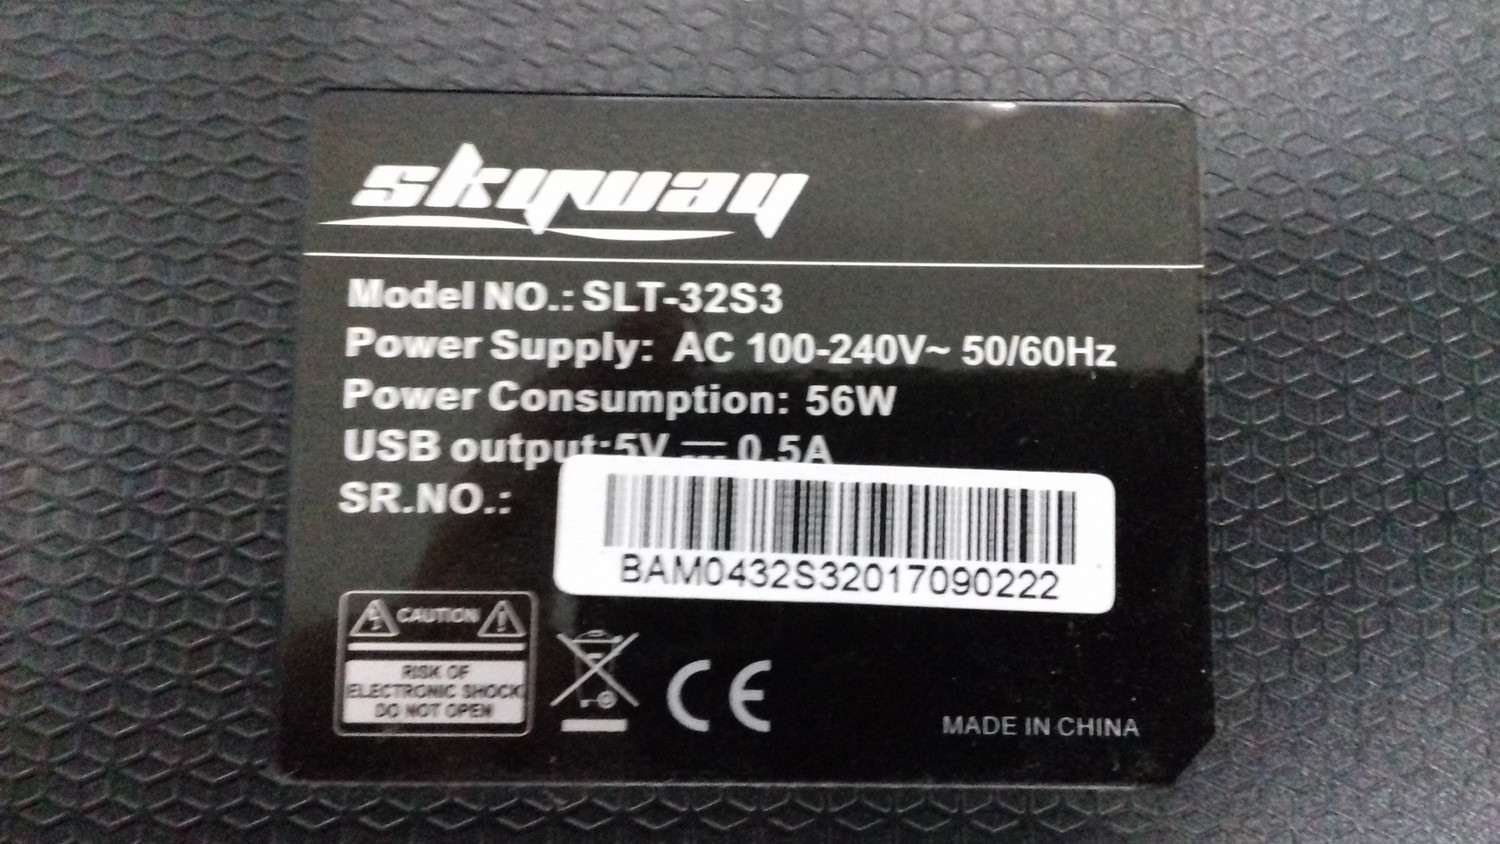 skyway
Model NO.: SLT-32S3
Power Supply: AC 100-240V~ 50/60Hz
Power Consumption: 56W
USB output:5V ⎓ 0.5A
SR.NO.:
BAM0432S32017090222
CAUTION
RISK OF
ELECTRONIC SHOCK
DO NOT OPEN
CE
MADE IN CHINA